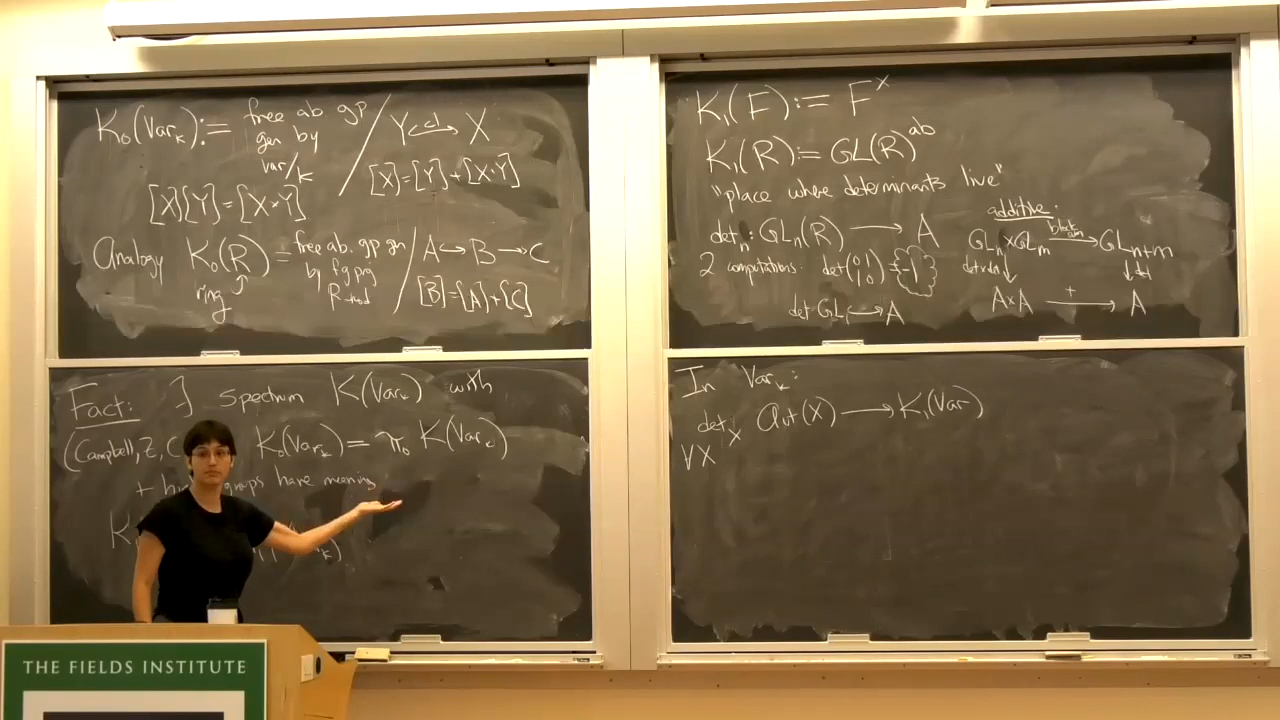 K₀(Var_k) := free ab gp
gen by
var/k
/ Y ↪ X
[X]=[Y]+[X∖Y]
[X][Y]=[X×Y]
Analogy K₀(R) = free ab. gp gen
by fg proj
R-mod
ring
/ A ↪ B → C
[B]=[A]+[C]
Fact: ∃ spectrum K(Var_k) with
(Campbell, Z, C
K₀(Var_k) = π₀ K(Var_k)
+ groups have meaning
K
K₁(F) := F^×
K₁(R) := GL(R)^ab
"place where determinants live"
det_n : GL_n(R) → A
2 computations: det(0 1 / 1 0) = -1
det GL₁ → A
additive:
GL_n × GL_m → GL_{n+m}
block sum
det×det ↓ ↓ det
A×A → A
+
In Var_k:
det_X : Aut(X) → K₁(Var)
∀X
THE FIELDS INSTITUTE